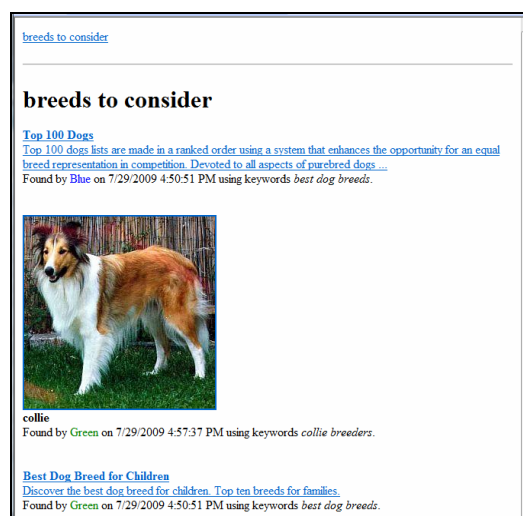 breeds to consider
breeds to consider
Top 100 Dogs
Top 100 dogs lists are made in a ranked order using a system that enhances the opportunity for an equal
breed representation in competition. Devoted to all aspects of purebred dogs ...
Found by Blue on 7/29/2009 4:50:51 PM using keywords best dog breeds.
collie
Found by Green on 7/29/2009 4:57:37 PM using keywords collie breeders.
Best Dog Breed for Children
Discover the best dog breed for children. Top ten breeds for families.
Found by Green on 7/29/2009 4:50:51 PM using keywords best dog breeds.